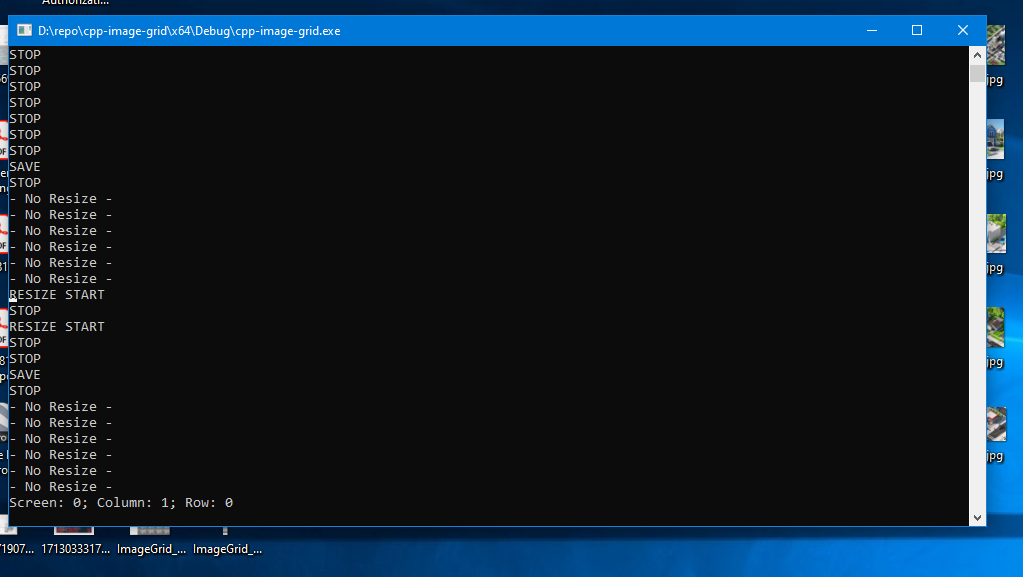 Authorizati...
D:\repo\cpp-image-grid\x64\Debug\cpp-image-grid.exe
STOP
STOP
STOP
STOP
STOP
STOP
STOP
SAVE
STOP
- No Resize -
- No Resize -
- No Resize -
- No Resize -
- No Resize -
- No Resize -
RESIZE START
STOP
RESIZE START
STOP
STOP
SAVE
STOP
- No Resize -
- No Resize -
- No Resize -
- No Resize -
- No Resize -
- No Resize -
Screen: 0; Column: 1; Row: 0
jpg
jpg
jpg
jpg
jpg
1907... 1713033317... ImageGrid_... ImageGrid_...